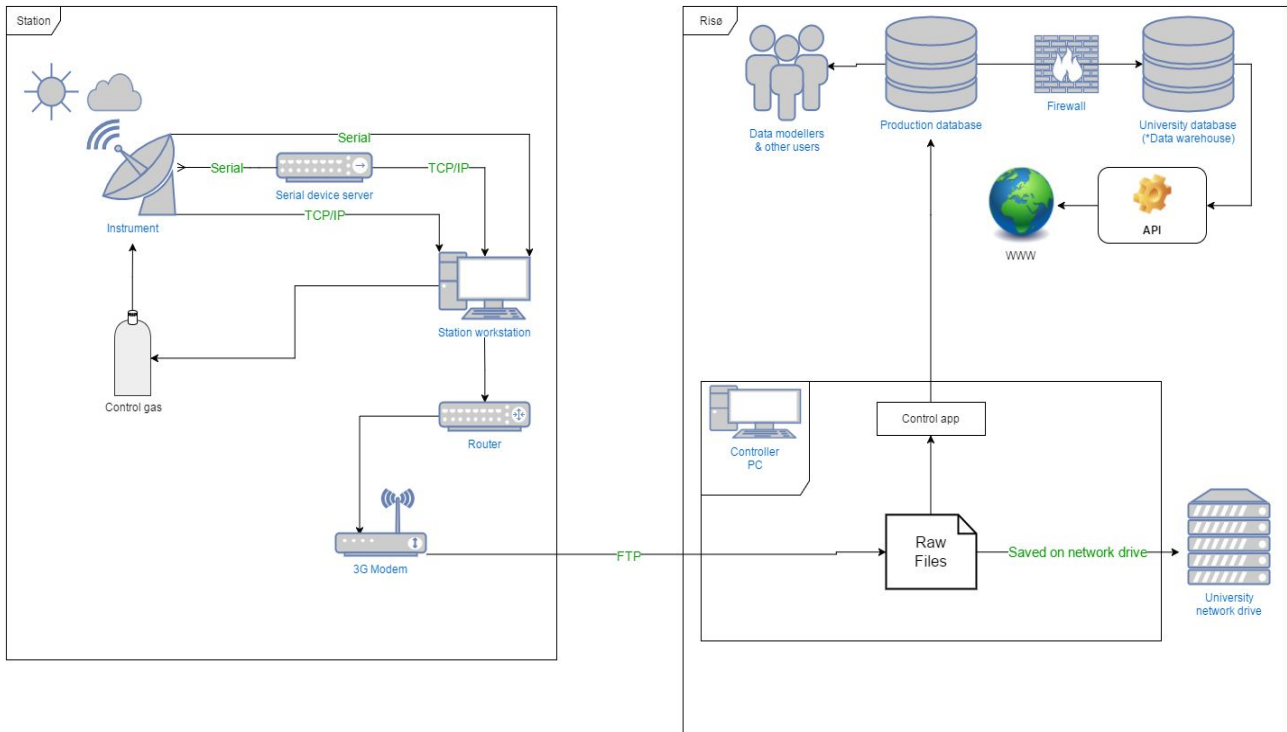 Station
Serial
Serial
TCP/IP
Serial device server
TCP/IP
Instrument
Station workstation
Control gas
Router
3G Modem
FTP
Risø
Data modellers
& other users
Production database
Firewall
University database
(*Data warehouse)
WWW
API
Controller
PC
Control app
Raw
Files
Saved on network drive
University
network drive